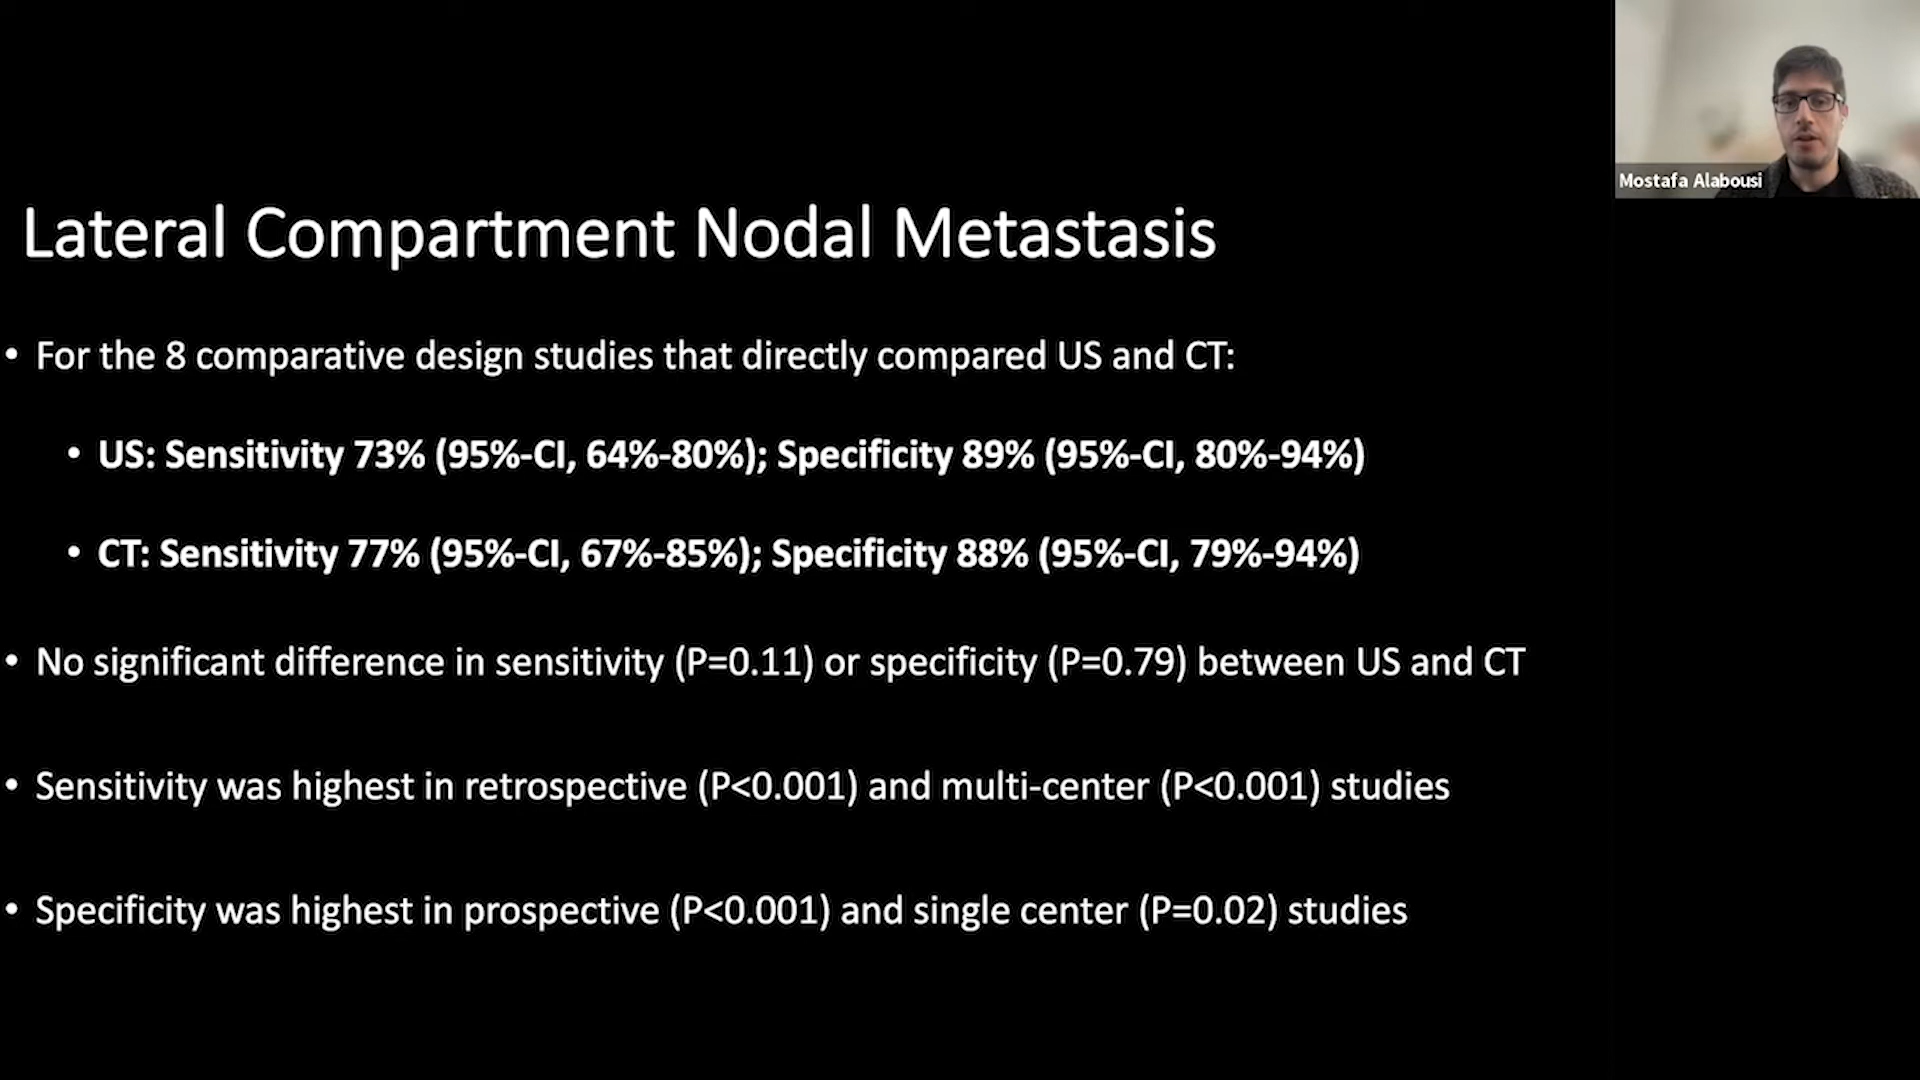 Mostafa Alabousi
Lateral Compartment Nodal Metastasis
• For the 8 comparative design studies that directly compared US and CT:
• US: Sensitivity 73% (95%-CI, 64%-80%); Specificity 89% (95%-CI, 80%-94%)
• CT: Sensitivity 77% (95%-CI, 67%-85%); Specificity 88% (95%-CI, 79%-94%)
• No significant difference in sensitivity (P=0.11) or specificity (P=0.79) between US and CT
• Sensitivity was highest in retrospective (P<0.001) and multi-center (P<0.001) studies
• Specificity was highest in prospective (P<0.001) and single center (P=0.02) studies